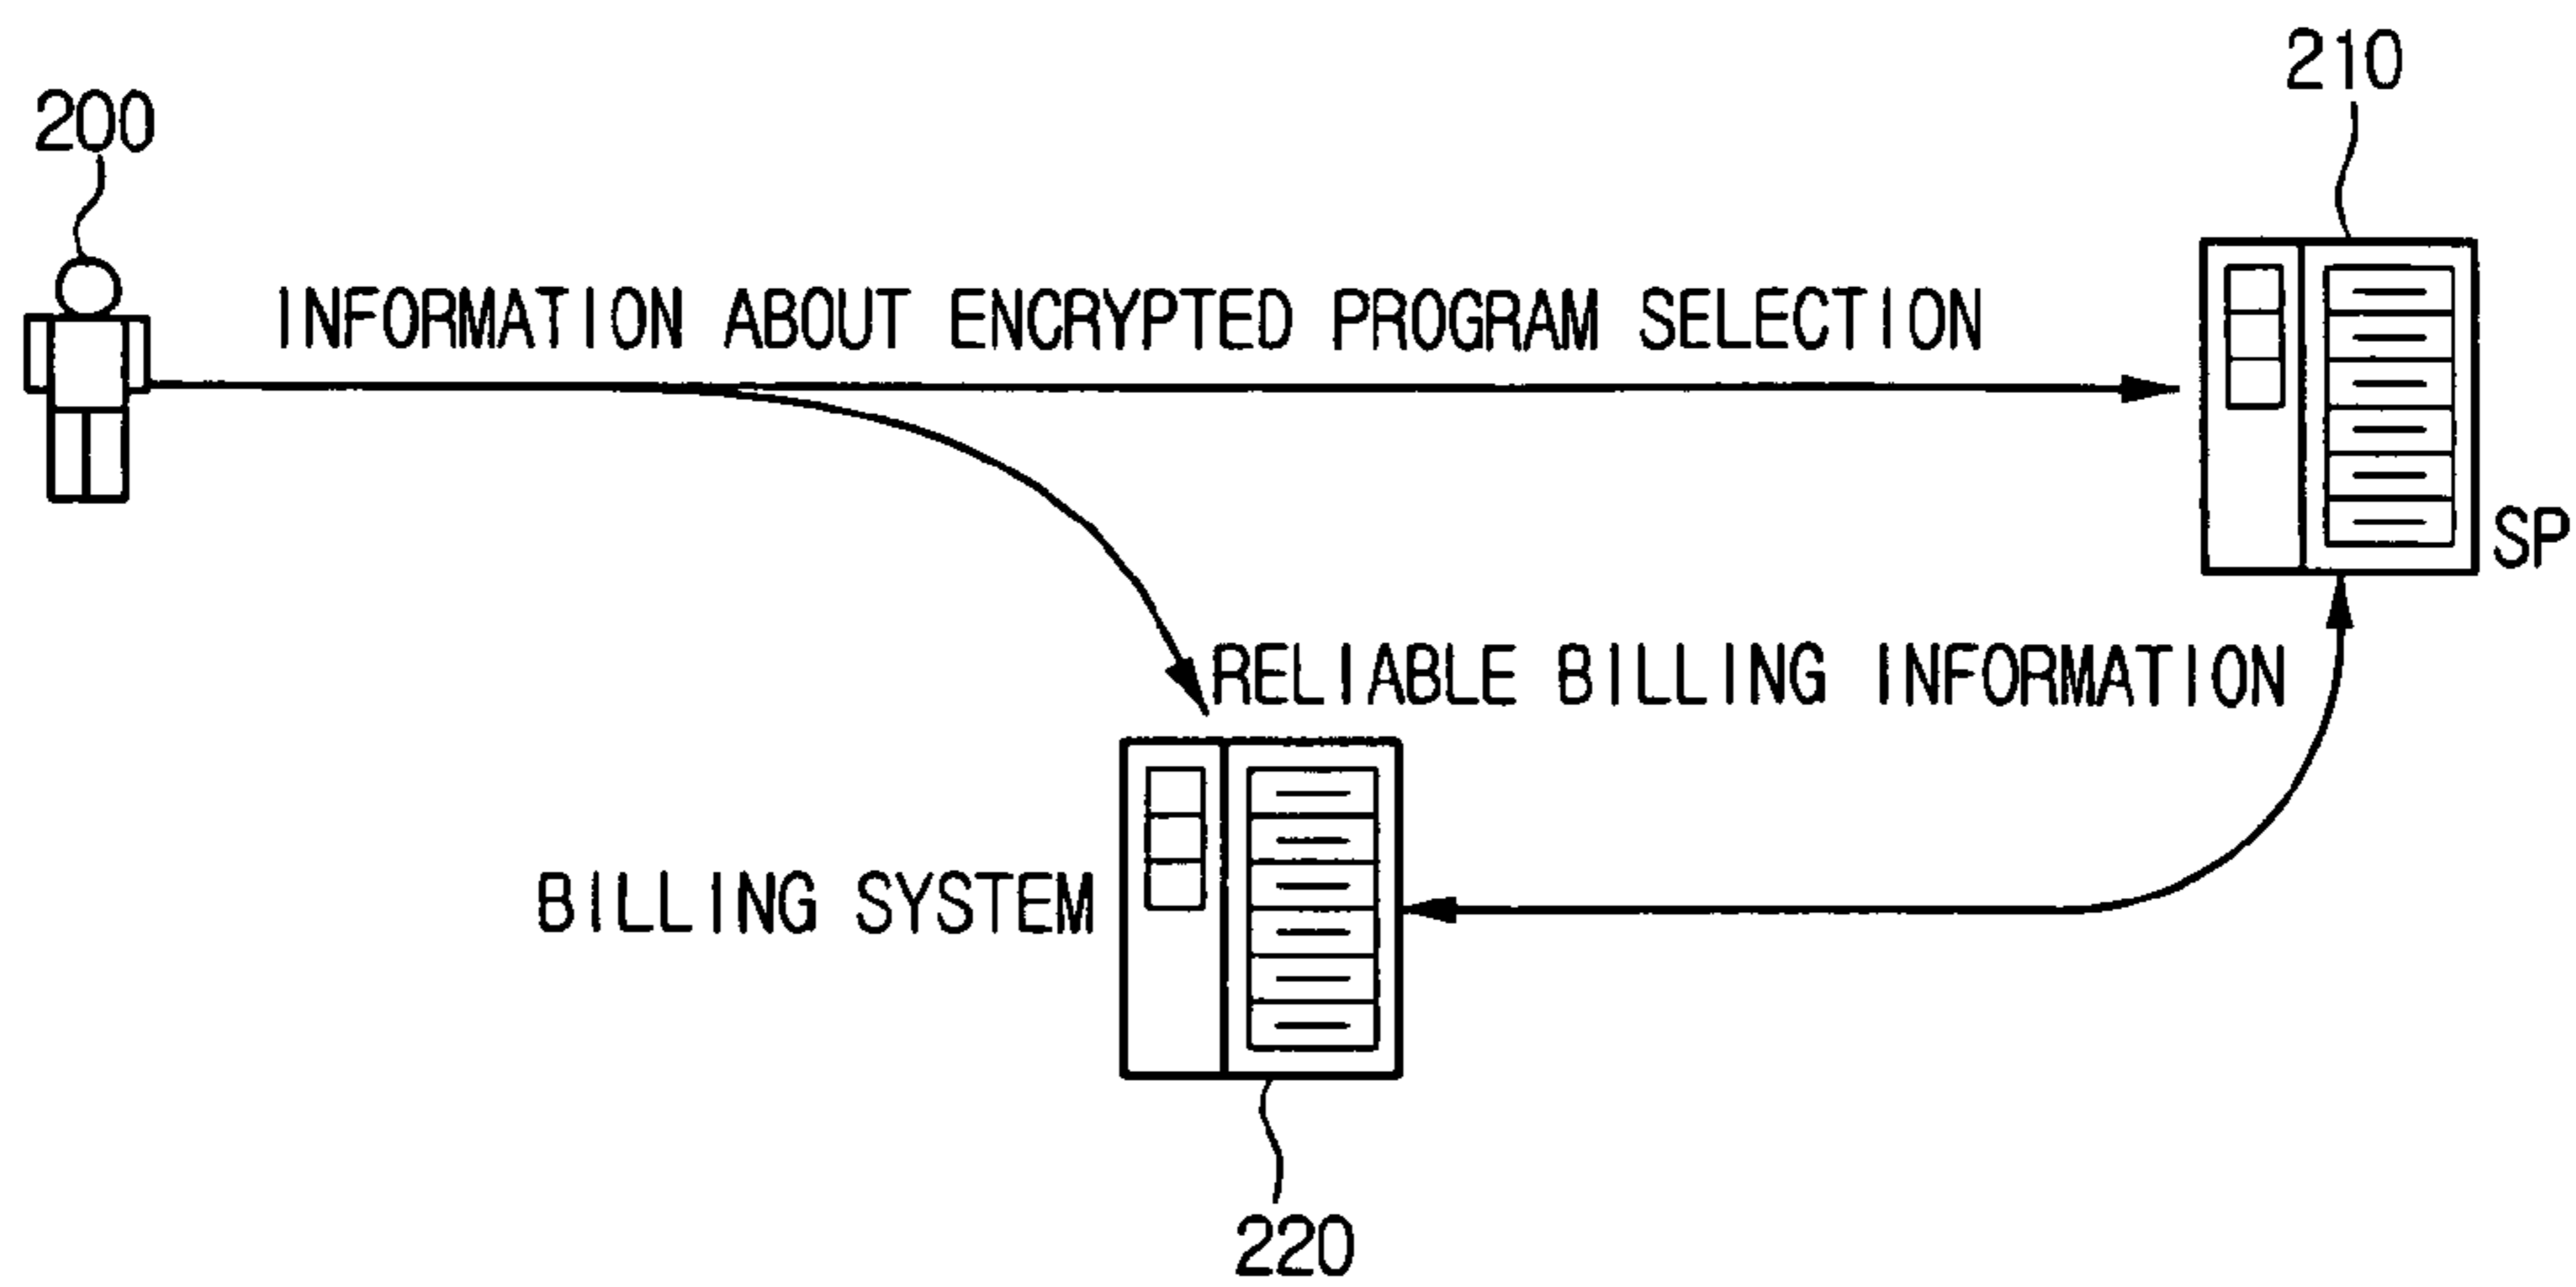 210
200
INFORMATION ABOUT ENCRYPTED PROGRAM SELECTION
SP
RELIABLE BILLING INFORMATION
BILLING SYSTEM
220